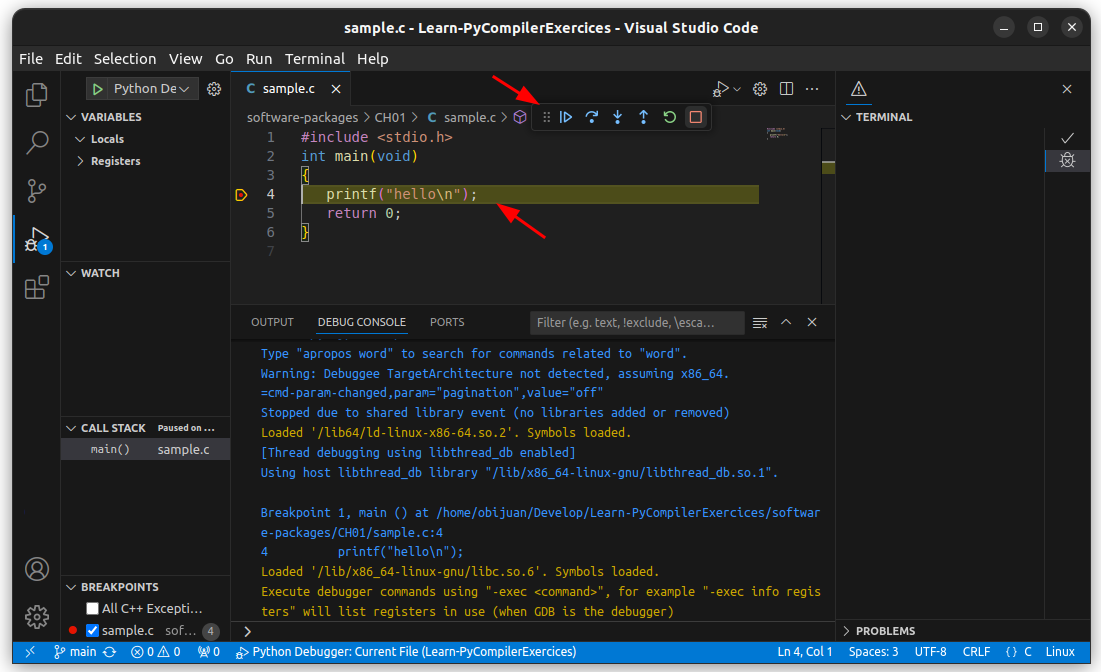 sample.c - Learn-PyCompilerExercices - Visual Studio Code
File Edit Selection View Go Run Terminal Help
Python De
VARIABLES
Locals
Registers
WATCH
CALL STACK Paused on ...
main() sample.c
BREAKPOINTS
All C++ Excepti...
sample.c sof... 4
1
C sample.c
software-packages > CH01 > C sample.c >
1 #include <stdio.h>
2 int main(void)
3 {
4 printf("hello\n");
5 return 0;
6 }
7
OUTPUT DEBUG CONSOLE PORTS Filter (e.g. text, !exclude, \esca...
Type "apropos word" to search for commands related to "word".
Warning: Debuggee TargetArchitecture not detected, assuming x86_64.
=cmd-param-changed,param="pagination",value="off"
Stopped due to shared library event (no libraries added or removed)
Loaded '/lib64/ld-linux-x86-64.so.2'. Symbols loaded.
[Thread debugging using libthread_db enabled]
Using host libthread_db library "/lib/x86_64-linux-gnu/libthread_db.so.1".
Breakpoint 1, main () at /home/obijuan/Develop/Learn-PyCompilerExercices/softwar
e-packages/CH01/sample.c:4
4 printf("hello\n");
Loaded '/lib/x86_64-linux-gnu/libc.so.6'. Symbols loaded.
Execute debugger commands using "-exec <command>", for example "-exec info regis
ters" will list registers in use (when GDB is the debugger)
>
TERMINAL
PROBLEMS
main 0 0 0 Python Debugger: Current File (Learn-PyCompilerExercices) Ln 4, Col 1 Spaces: 3 UTF-8 CRLF {} C Linux